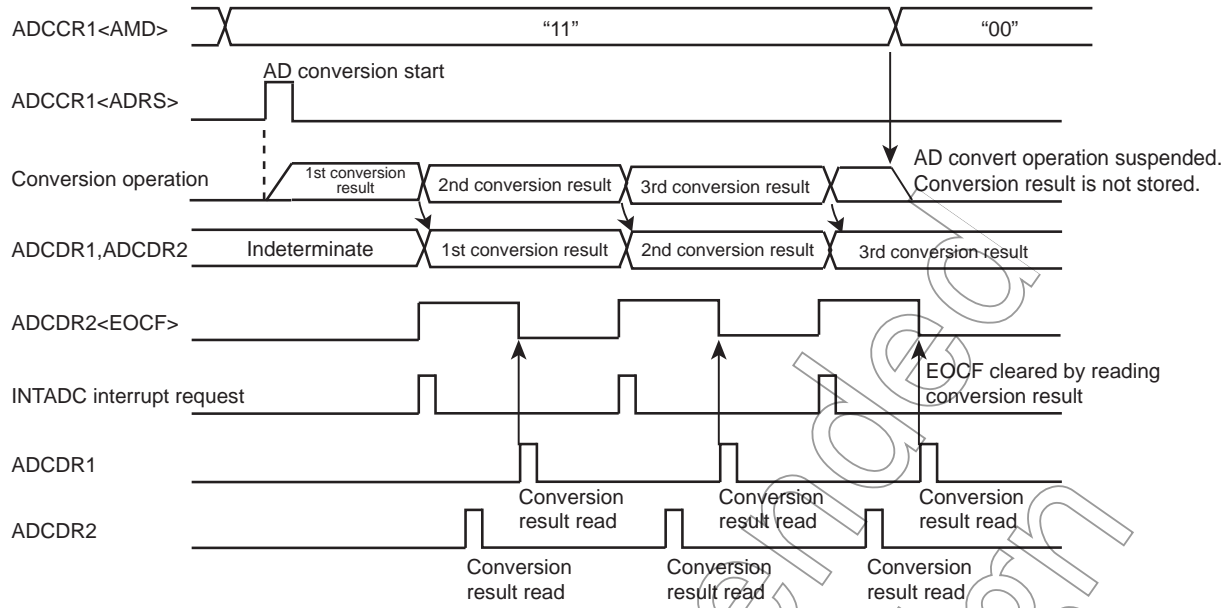 ADCCR1<AMD>
“11”
“00”
AD conversion start
ADCCR1<ADRS>
Conversion operation
1st conversion
result
2nd conversion result
3rd conversion result
AD convert operation suspended.
Conversion result is not stored.
ADCDR1,ADCDR2
Indeterminate
1st conversion result
2nd conversion result
3rd conversion result
ADCDR2<EOCF>
EOCF cleared by reading
conversion result
INTADC interrupt request
ADCDR1
Conversion
result read
Conversion
result read
Conversion
result read
ADCDR2
Conversion
result read
Conversion
result read
Conversion
result read